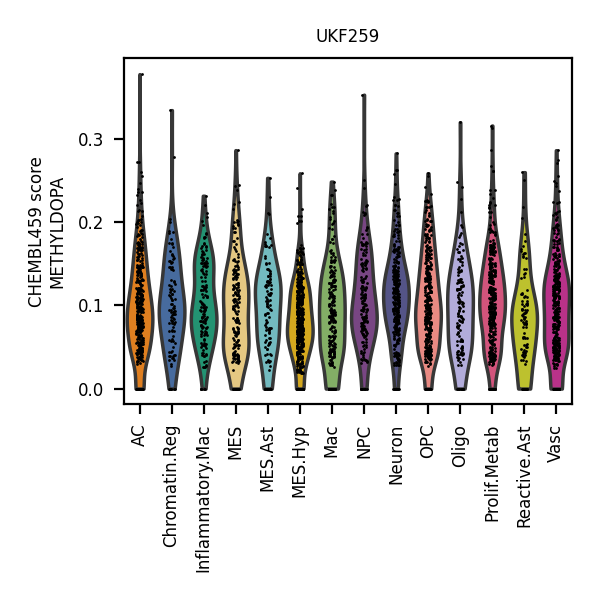 UKF259
CHEMBL459 score
METHYLDOPA
0.3
0.2
0.1
0.0
AC
Chromatin.Reg
Inflammatory.Mac
MES
MES.Ast
MES.Hyp
Mac
NPC
Neuron
OPC
Oligo
Prolif.Metab
Reactive.Ast
Vasc